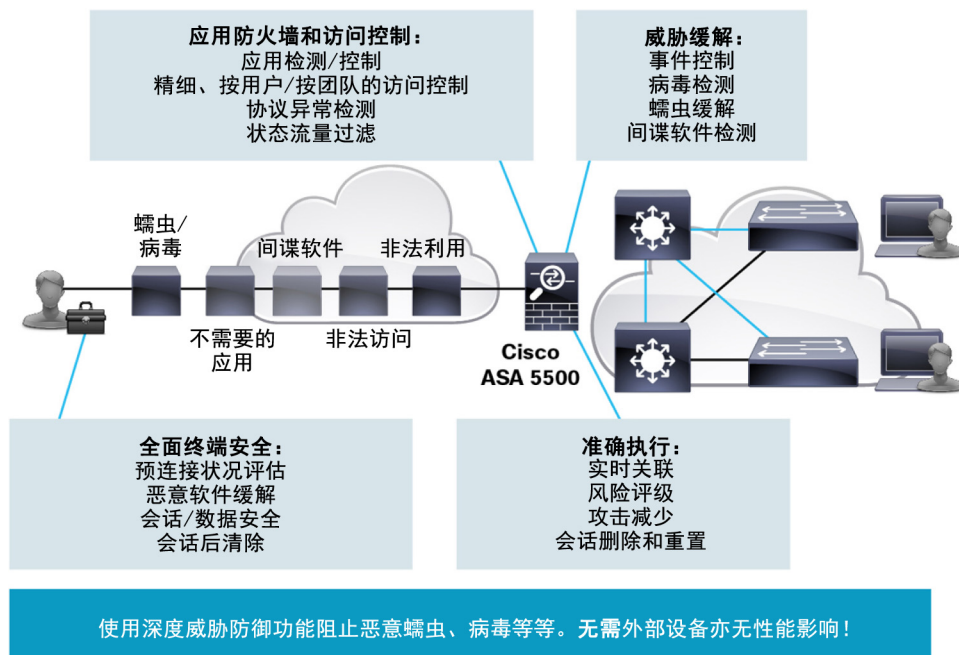 应用防火墙和访问控制：
应用检测/控制
精细、按用户/按团队的访问控制
协议异常检测
状态流量过滤
威胁缓解：
事件控制
病毒检测
蠕虫缓解
间谍软件检测
蠕虫/
病毒
间谍软件
非法利用
不需要的
应用
非法访问
Cisco
ASA 5500
全面终端安全：
预连接状况评估
恶意软件缓解
会话/数据安全
会话后清除
准确执行：
实时关联
风险评级
攻击减少
会话删除和重置
使用深度威胁防御功能阻止恶意蠕虫、病毒等等。无需外部设备亦无性能影响！